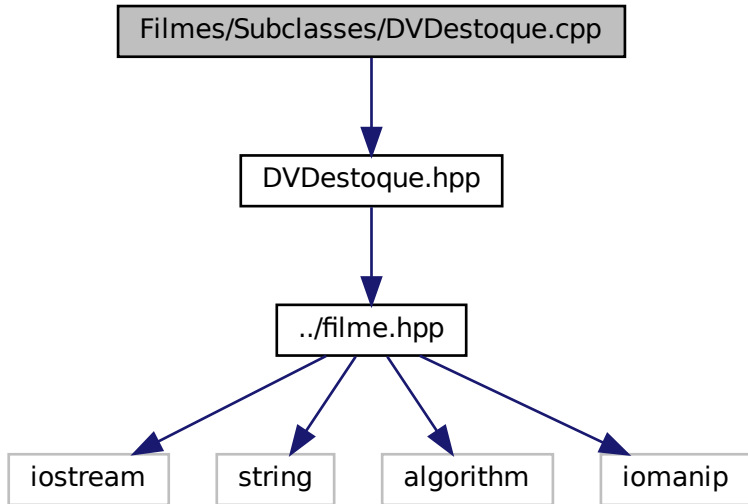 Filmes/Subclasses/DVDestoque.cpp
DVDestoque.hpp
../filme.hpp
iostream
string
algorithm
iomanip